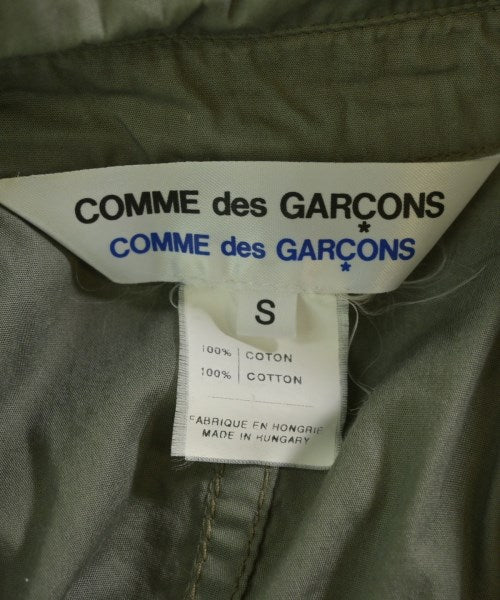 COMME des GARÇONS
COMME des GARÇONS
S
100% COTON
100% COTTON
FABRIQUE EN HONGRIE
MADE IN HUNGARY